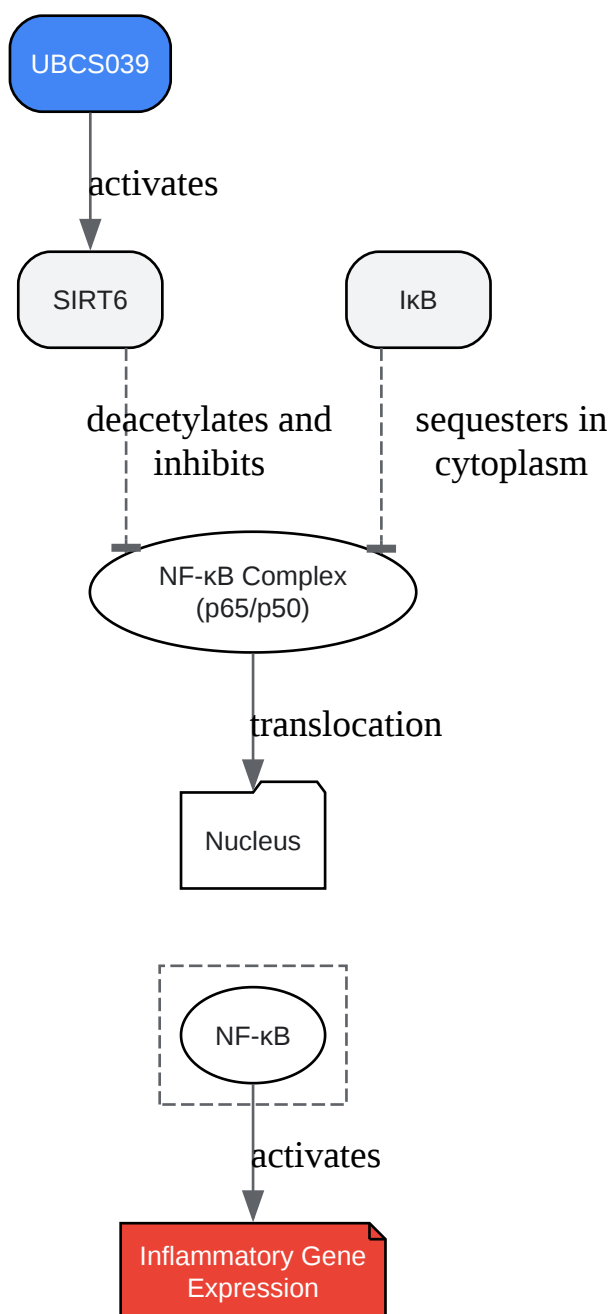 UBCS039
activates
SIRT6
IκB
deacetylates and
inhibits
sequesters in
cytoplasm
NF-κB Complex
(p65/p50)
translocation
Nucleus
NF-κB
activates
Inflammatory Gene
Expression